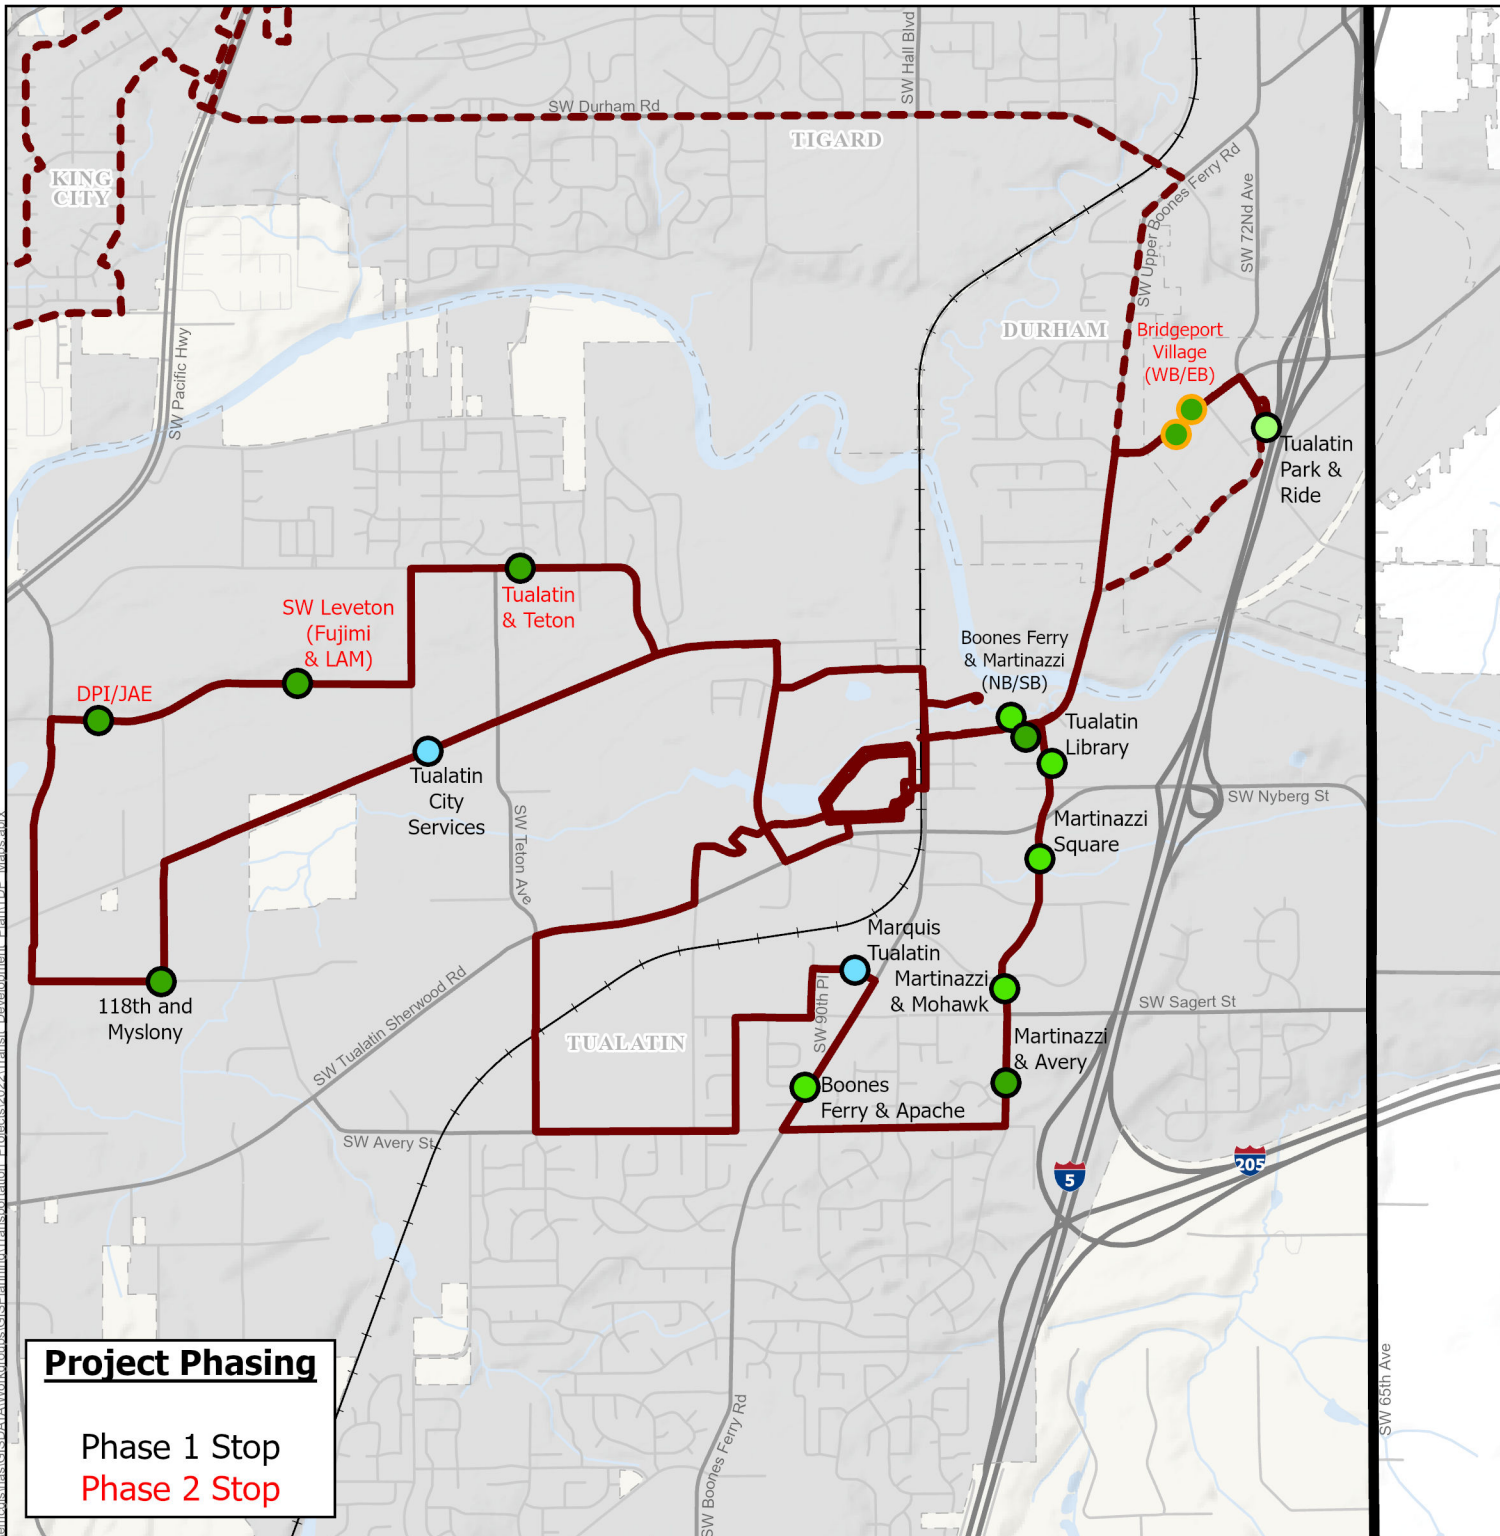 SW Hall Blvd
SW Durham Rd
TIGARD
KING
CITY
SW Upper Boones Ferry Rd
SW 72Nd Ave
SW Pacific Hwy
DURHAM
Bridgeport
Village
(WB/EB)
Tualatin
Park &
Ride
Tualatin
& Teton
SW Leveton
(Fujimi
& LAM)
DPI/JAE
Boones Ferry
& Martinazzi
(NB/SB)
Tualatin
Library
Tualatin
City
Services
SW Nyberg St
SW Teton Ave
Martinazzi
Square
Marquis
Tualatin
Martinazzi
& Mohawk
118th and
Myslony
SW Tualatin Sherwood Rd
SW 90th Pl
SW Sagert St
TUALATIN
Martinazzi
& Avery
Boones
Ferry & Apache
SW Avery St
5
205
SW Boones Ferry Rd
SW 65th Ave
Project Phasing
Phase 1 Stop
Phase 2 Stop